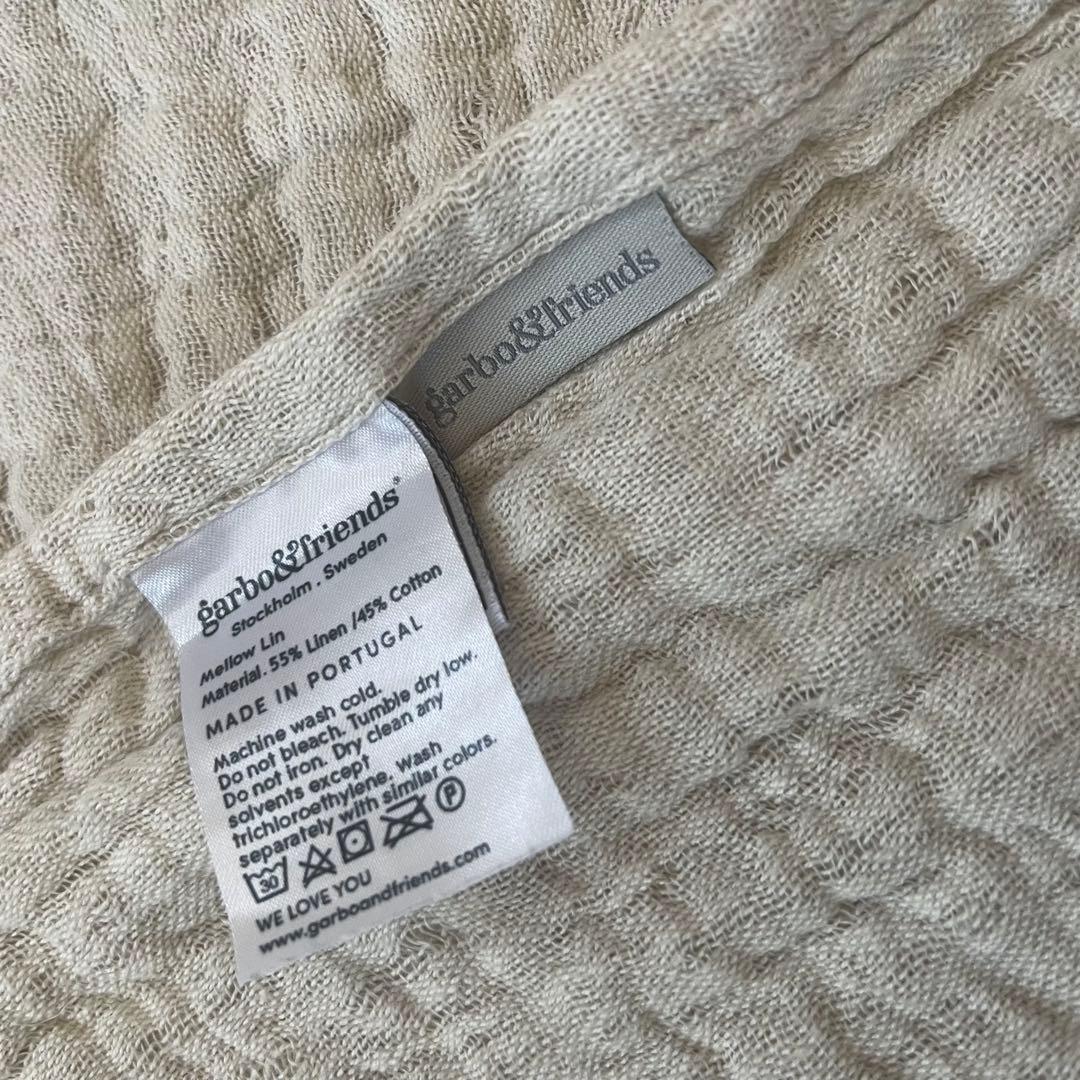 garbo&friends
garbo&friends®
Stockholm . Sweden
Mellow Lin
Material. 55% Linen /45% Cotton
MADE IN PORTUGAL
Machine wash cold.
Do not bleach. Tumble dry low.
Do not iron. Dry clean any
solvents except
trichloroethylene. Wash
separately with similar colors.
30 P
WE LOVE YOU
www.garboandfriends.com